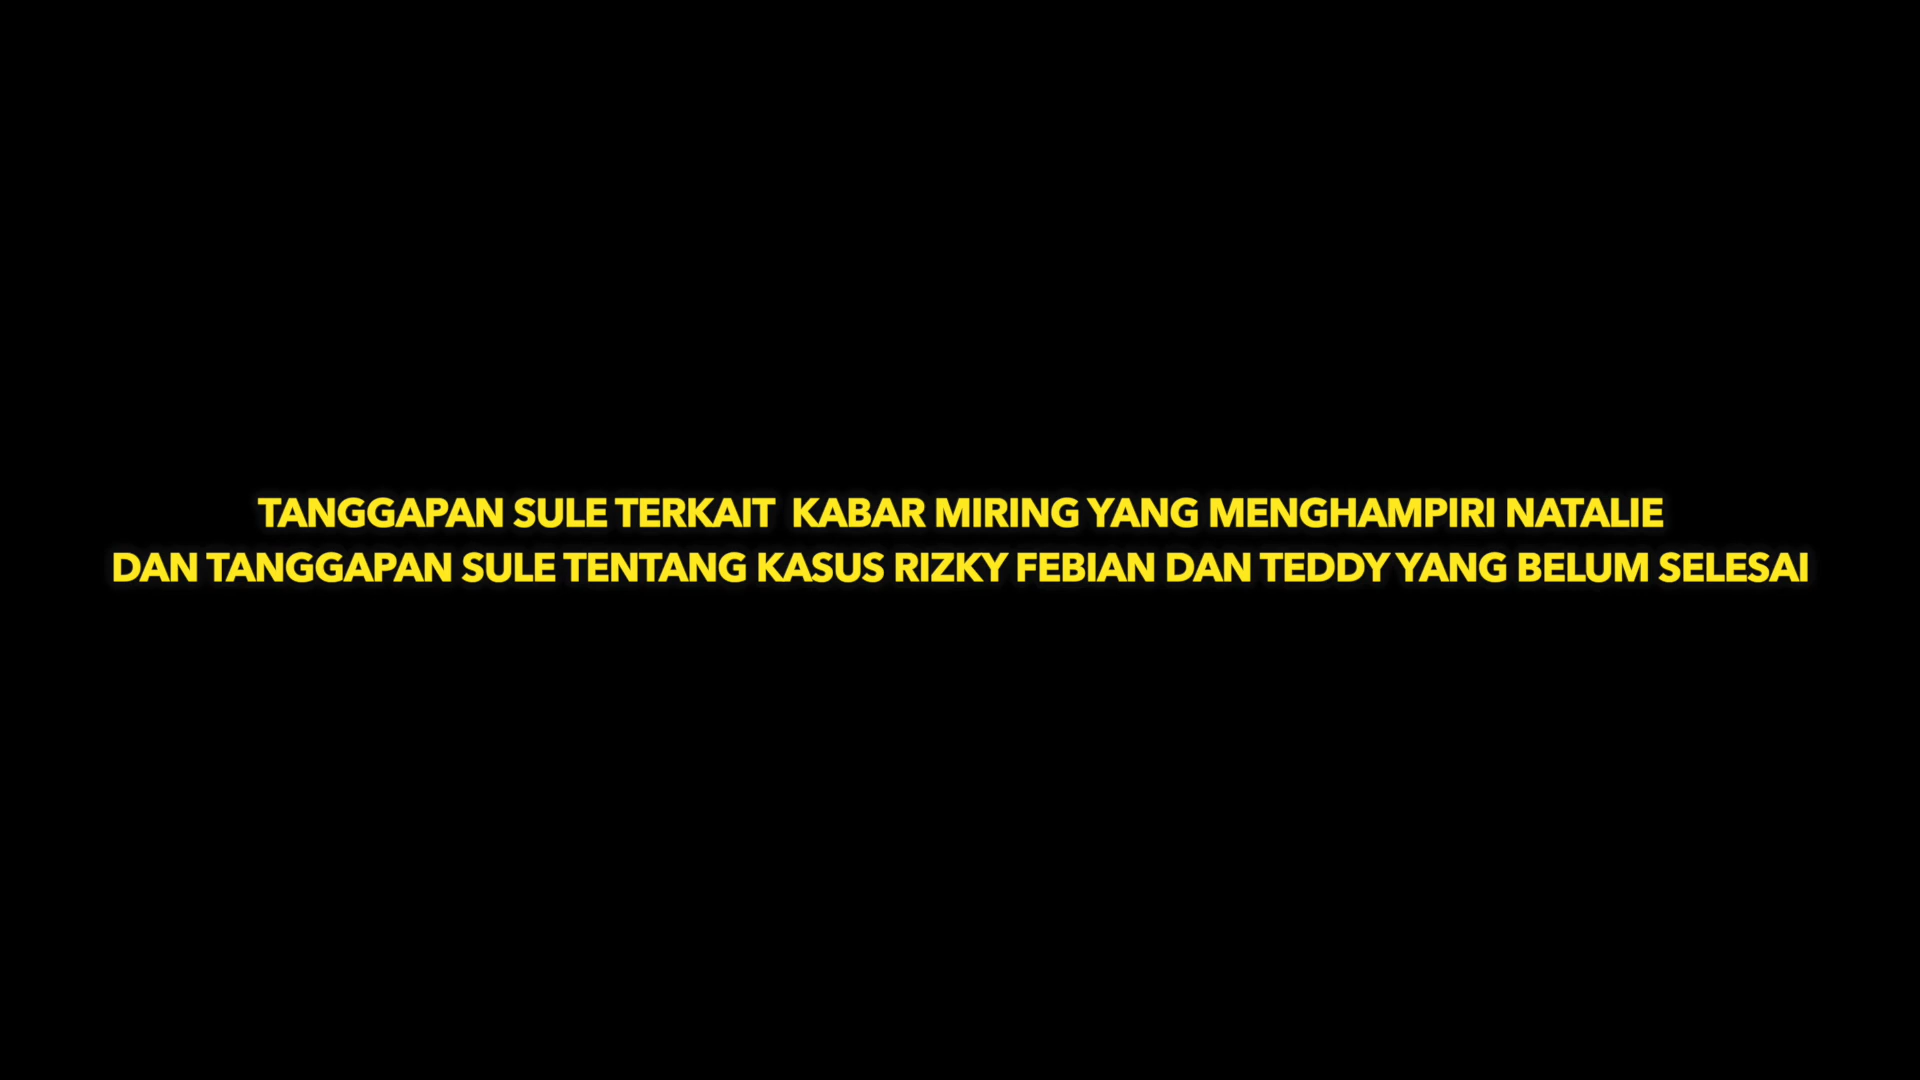 TANGGAPAN SULE TERKAIT  KABAR MIRING YANG MENGHAMPIRI NATALIE
DAN TANGGAPAN SULE TENTANG KASUS RIZKY FEBIAN DAN TEDDY YANG BELUM SELESAI